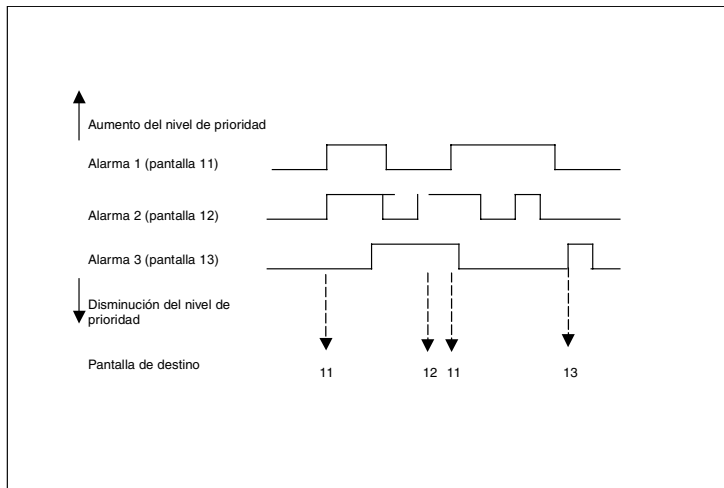 Aumento del nivel de prioridad
Alarma 1 (pantalla 11)
Alarma 2 (pantalla 12)
Alarma 3 (pantalla 13)
Disminución del nivel de
prioridad
Pantalla de destino
11
12
11
13